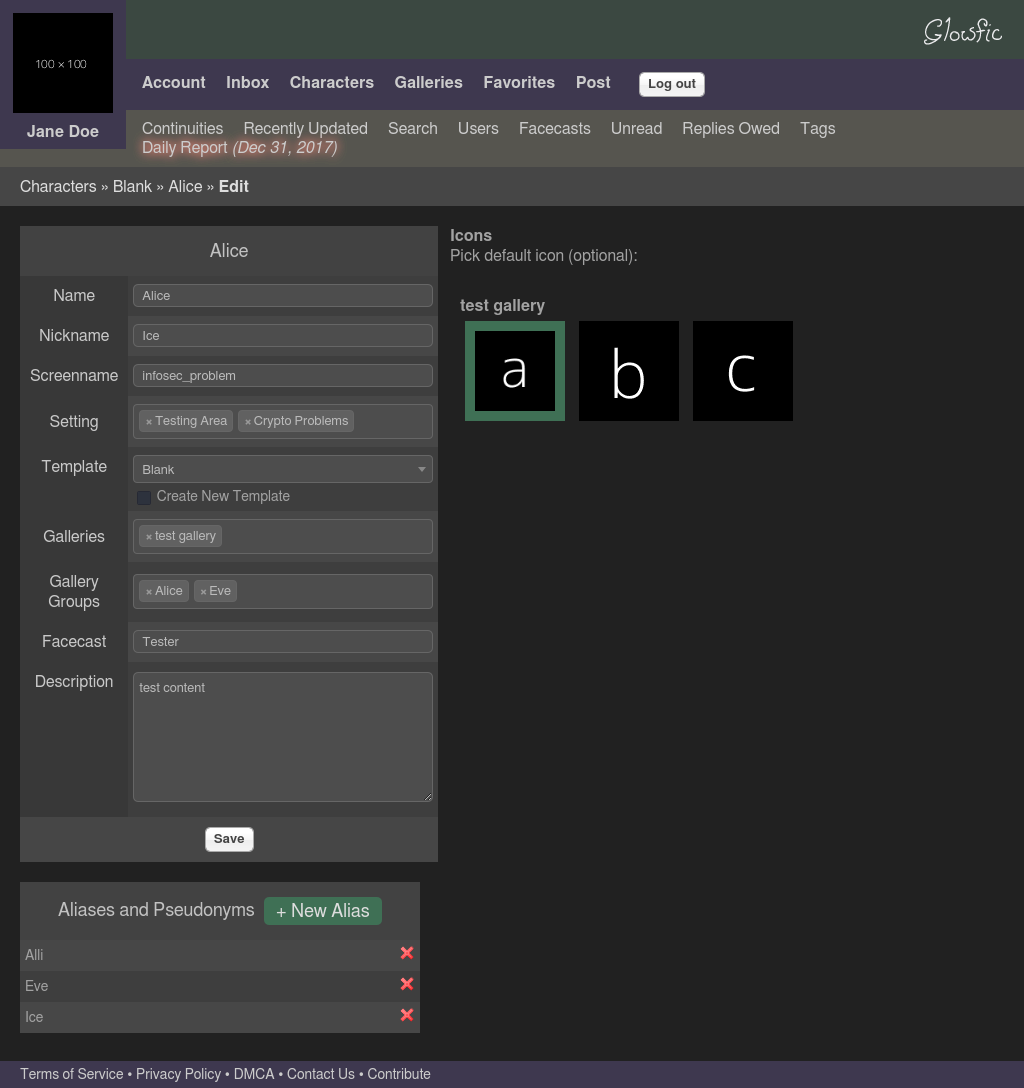 100 × 100
Jane Doe
Glowfic
Account Inbox Characters Galleries Favorites Post Log out
Continuities Recently Updated Search Users Facecasts Unread Replies Owed Tags
Daily Report (Dec 31, 2017)
Characters » Blank » Alice » Edit
Alice
Name Alice
Nickname Ice
Screenname infosec_problem
Setting × Testing Area × Crypto Problems
Template Blank
Create New Template
Galleries × test gallery
Gallery
Groups
× Alice × Eve
Facecast Tester
Description test content
Save
Icons
Pick default icon (optional):
test gallery
a b c
Aliases and Pseudonyms + New Alias
Alli
Eve
Ice
Terms of Service • Privacy Policy • DMCA • Contact Us • Contribute